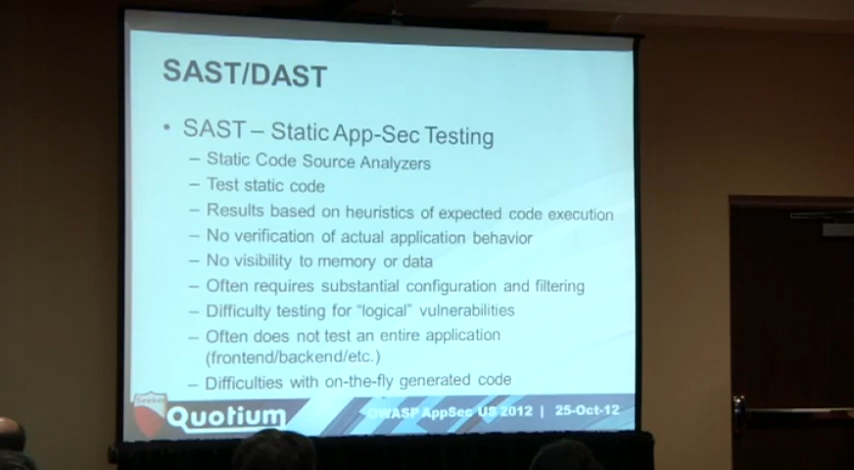 SAST/DAST
• SAST – Static App-Sec Testing
– Static Code Source Analyzers
– Test static code
– Results based on heuristics of expected code execution
– No verification of actual application behavior
– No visibility to memory or data
– Often requires substantial configuration and filtering
– Difficulty testing for "logical" vulnerabilities
– Often does not test an entire application
(frontend/backend/etc.)
– Difficulties with on-the-fly generated code
Seeker
Quotium
OWASP AppSec US 2012 | 25-Oct-12